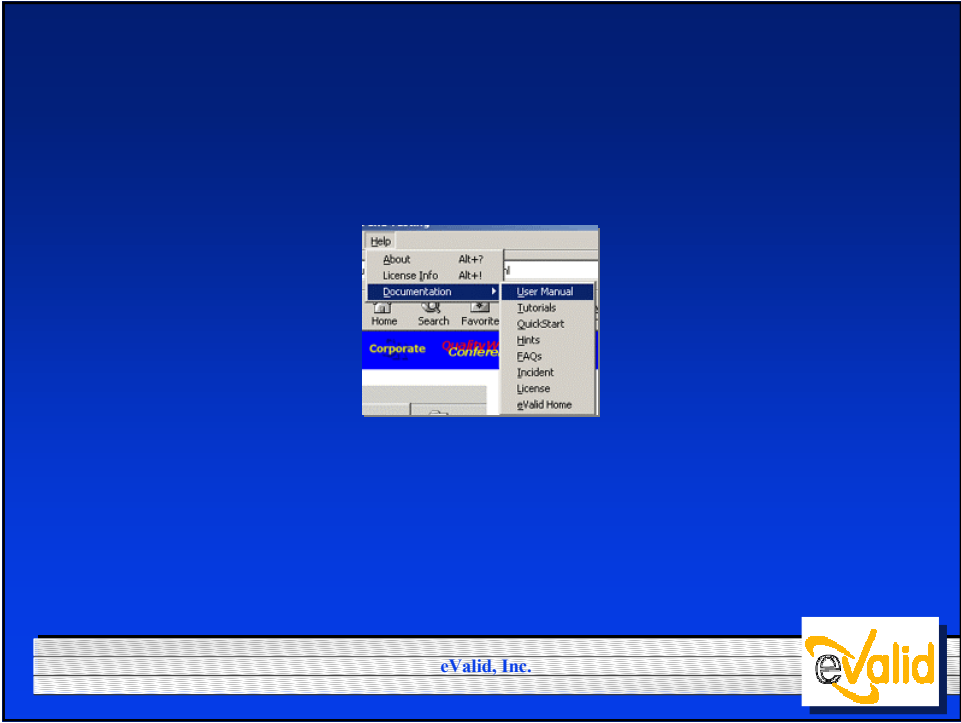 Help
About Alt+?
License Info Alt+!
Documentation
User Manual
Tutorials
QuickStart
Hints
FAQs
Incident
License
eValid Home
Home Search Favorite
Corporate
eValid, Inc.
eValid